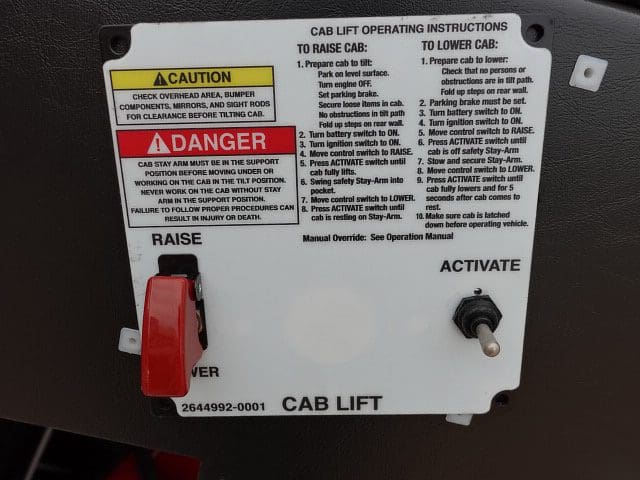 CAB LIFT OPERATING INSTRUCTIONS
CAUTION
CHECK OVERHEAD AREA, BUMPER
COMPONENTS, MIRRORS, AND SIGHT RODS
FOR CLEARANCE BEFORE TILTING CAB.
DANGER
CAB STAY ARM MUST BE IN THE SUPPORT
POSITION BEFORE MOVING UNDER OR
WORKING ON THE CAB IN THE TILT POSITION.
NEVER WORK ON THE CAB WITHOUT STAY
ARM IN THE SUPPORT POSITION.
FAILURE TO FOLLOW PROPER PROCEDURES CAN
RESULT IN INJURY OR DEATH.
TO RAISE CAB:
1. Prepare cab to tilt:
Park on level surface.
Turn engine OFF.
Set parking brake.
Secure loose items in cab.
No obstructions in tilt path
Fold up steps on rear wall.
2. Turn battery switch to ON.
3. Turn ignition switch to ON.
4. Move control switch to RAISE.
5. Press ACTIVATE switch until
cab fully lifts.
6. Swing safety Stay-Arm into
pocket.
7. Move control switch to LOWER.
8. Press ACTIVATE switch until
cab is resting on Stay-Arm.
TO LOWER CAB:
1. Prepare cab to lower:
Check that no persons or
obstructions are in tilt path
Fold up steps on rear wall.
2. Parking brake must be set.
3. Turn battery switch to ON.
4. Turn ignition switch to ON.
5. Move control switch to RAISE.
6. Press ACTIVATE switch until
cab is off safety Stay-Arm
7. Stow and secure Stay-Arm.
8. Move control switch to LOWER.
9. Press ACTIVATE switch until
cab fully lowers and for 5
seconds after cab comes to
rest.
10. Make sure cab is latched
down before operating vehicle.
Manual Override: See Operation Manual
RAISE
ACTIVATE
WER
2644992-0001 CAB LIFT